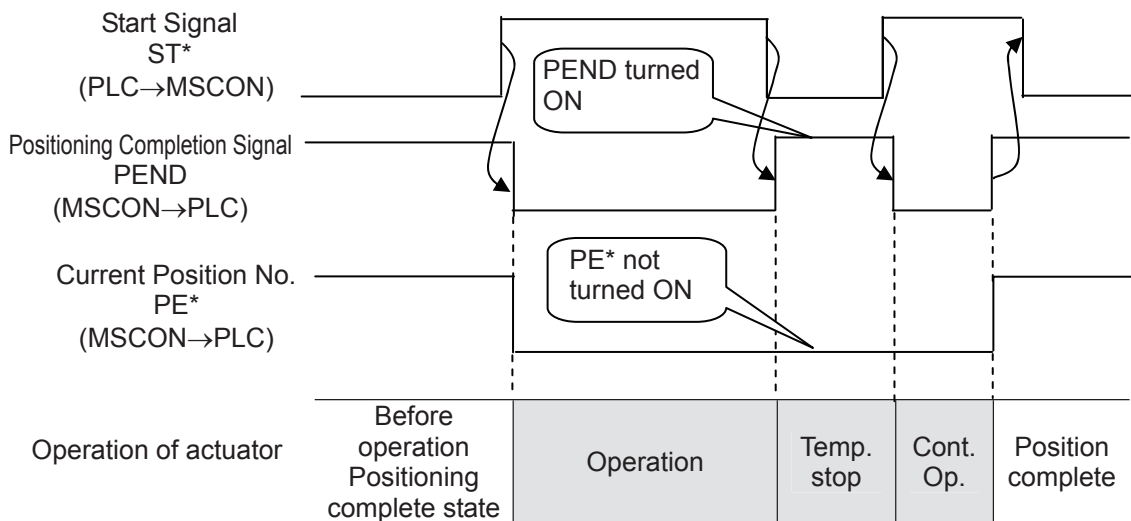 Start Signal
ST*
(PLC→MSCON)
PEND turned
ON
Positioning Completion Signal
PEND
(MSCON→PLC)
Current Position No.
PE*
(MSCON→PLC)
PE* not
turned ON
Operation of actuator
Before
operation
Positioning
complete state
Operation
Temp.
stop
Cont.
Op.
Position
complete